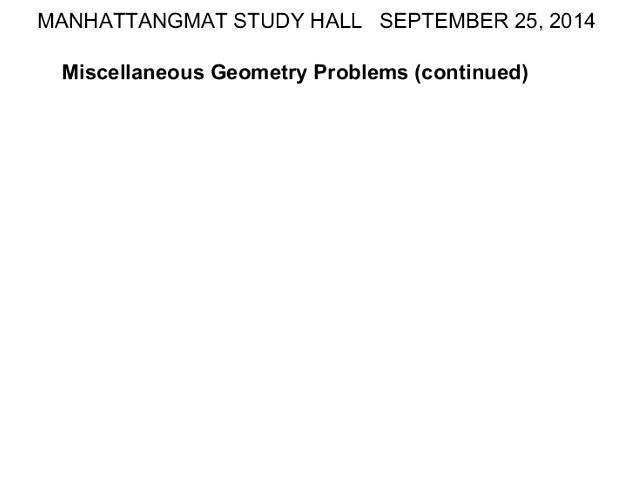 MANHATTANGMAT STUDY HALL SEPTEMBER 25, 2014
Miscellaneous Geometry Problems (continued)